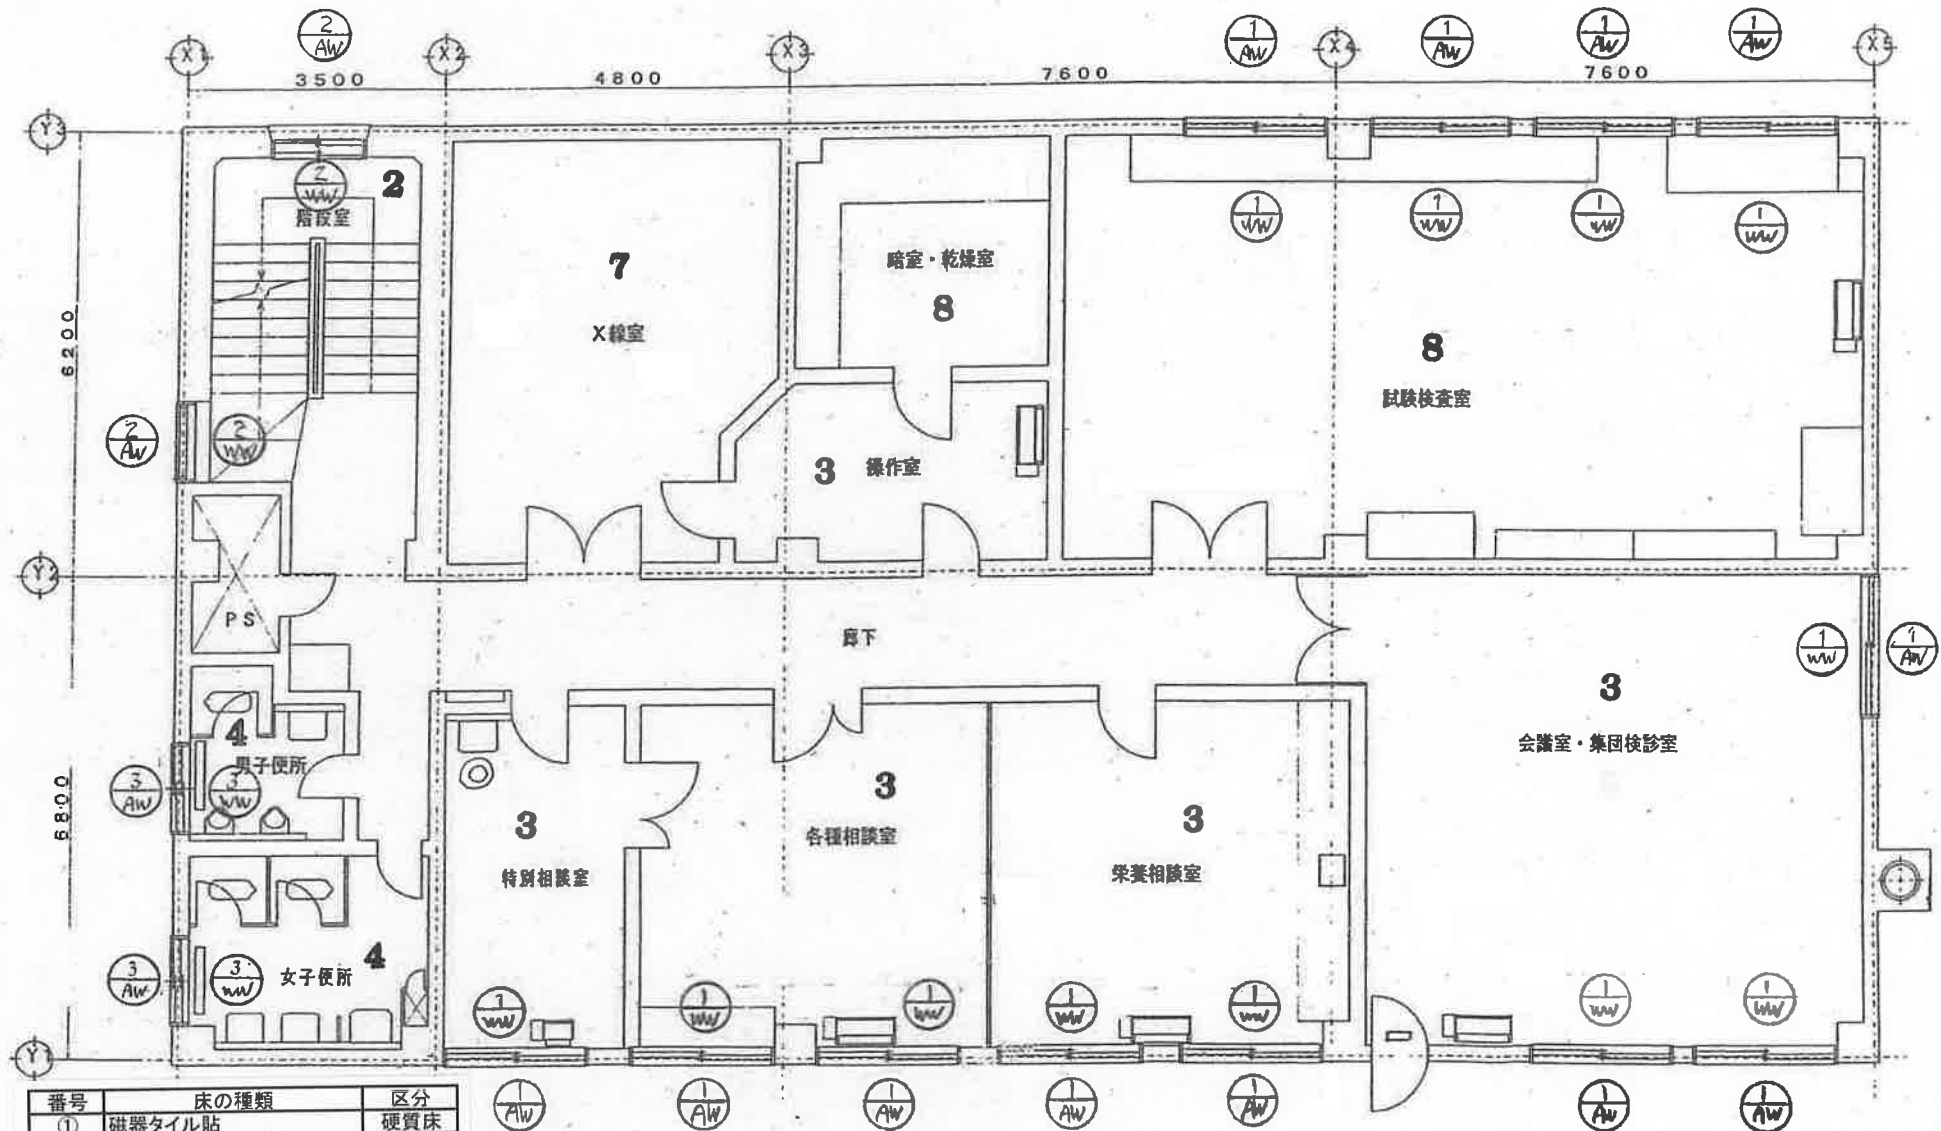 2
AW
1
AW
1
AW
1
AW
1
AW
X1
X2
X3
X4
X5
3500
4800
7600
7600
Y3
2
WW
2
階段室
7
X線室
暗室・乾燥室
8
1
WW
1
WW
1
WW
1
WW
8
試験検査室
6200
2
AW
2
WW
3
操作室
Y2
PS
廊下
1
WW
1
AW
3
会議室・集団検診室
4
男子便所
3
AW
3
WW
6800
3
特別相談室
3
各種相談室
3
栄養相談室
3
AW
3
WW
女子便所
4
1
WW
1
WW
1
WW
1
WW
1
WW
1
WW
1
WW
Y1
1
AW
1
AW
1
AW
1
AW
1
AW
1
AW
1
AW
番号 床の種類 区分
① 磁器タイル貼 硬質床